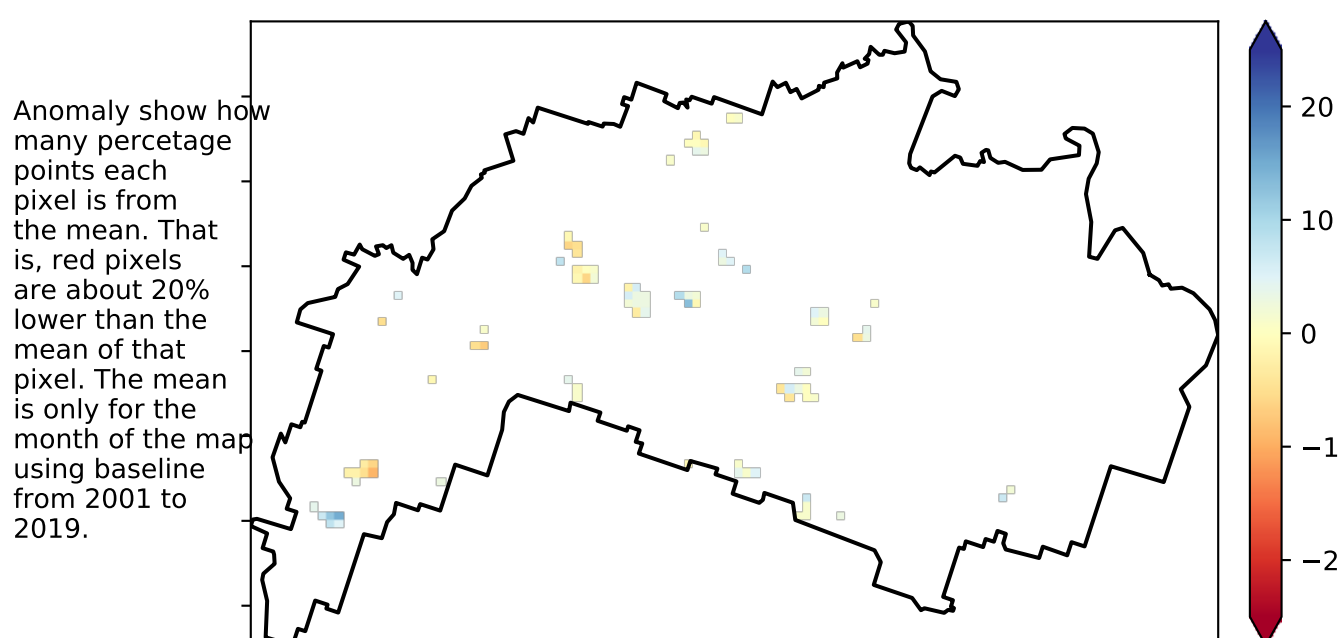 Anomaly show how
many percetage
points each
pixel is from
the mean. That
is, red pixels
are about 20%
lower than the
mean of that
pixel. The mean
is only for the
month of the map
using baseline
from 2001 to
2019.
20
10
0
−1
−2